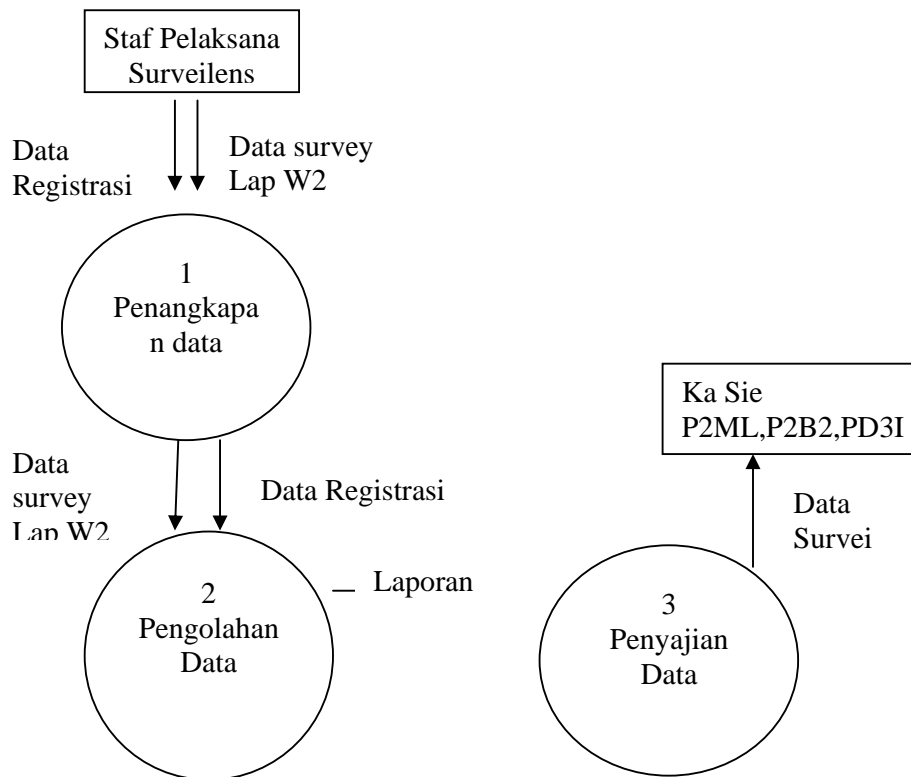 Staf Pelaksana
Surveilens
Data
Registrasi
Data survey
Lap W2
1
Penangkapa
n data
Ka Sie
P2ML,P2B2,PD3I
Data
survey
Lap W2
Data Registrasi
Data
Survei
2
Pengolahan
Data
Laporan
3
Penyajian
Data